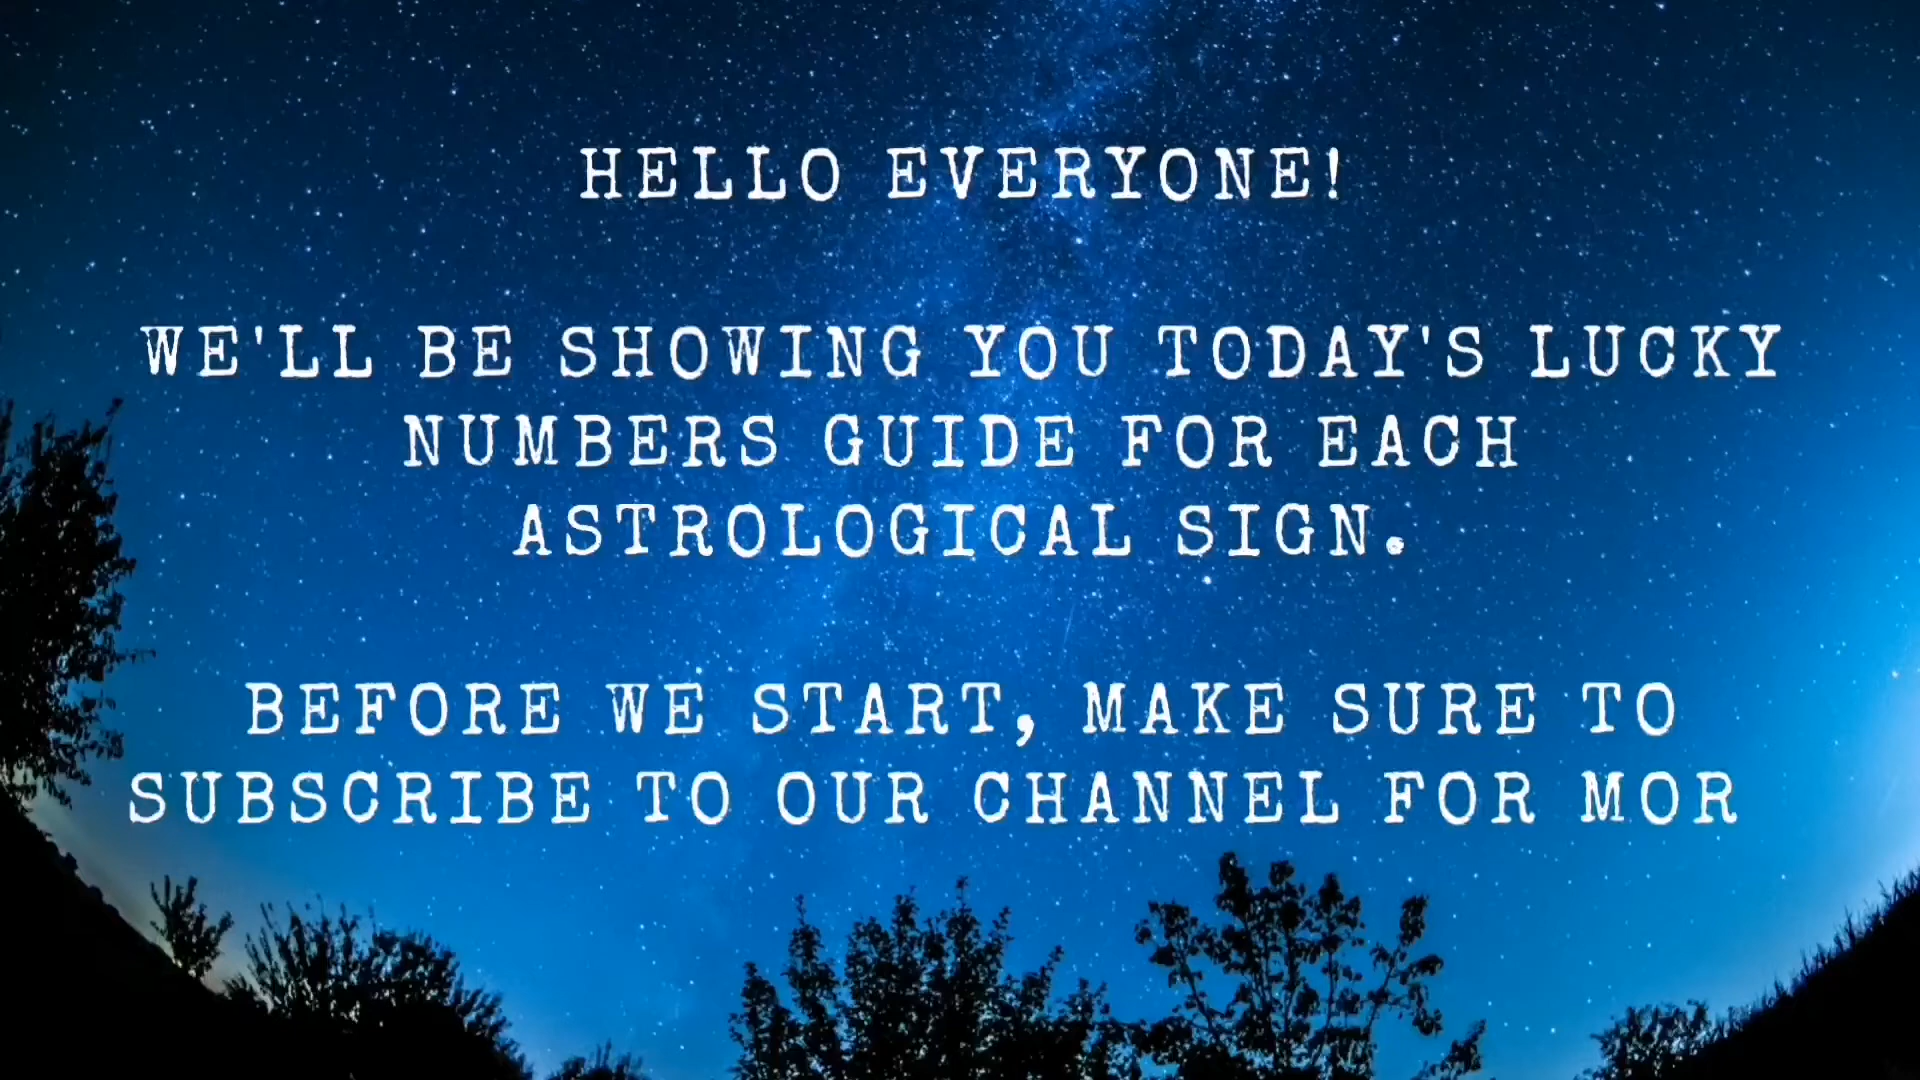 HELLO EVERYONE!
WE'LL BE SHOWING YOU TODAY'S LUCKY
NUMBERS GUIDE FOR EACH
ASTROLOGICAL SIGN.
BEFORE WE START, MAKE SURE TO
SUBSCRIBE TO OUR CHANNEL FOR MOR